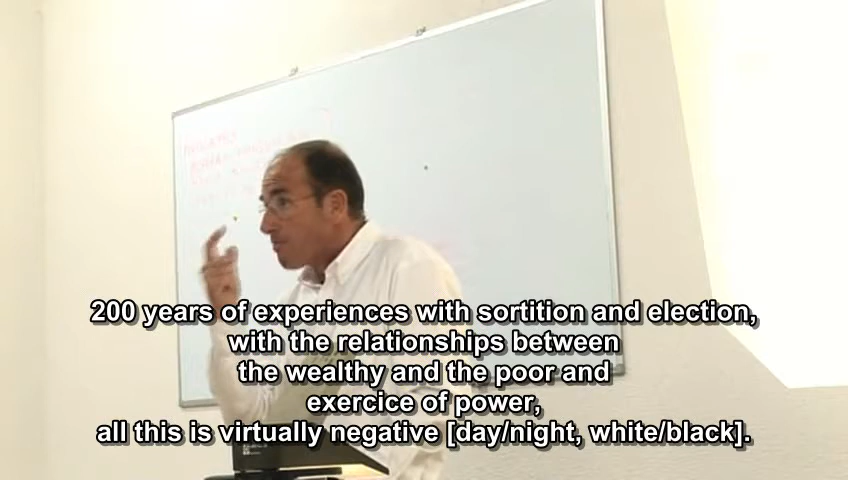 200 years of experiences with sortition and election,
with the relationships between
the wealthy and the poor and
exercice of power,
all this is virtually negative [day/night, white/black].